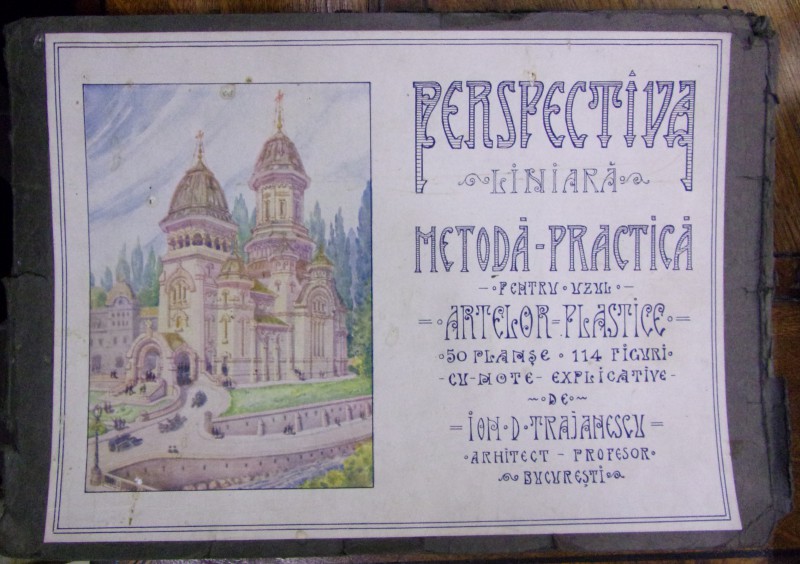 PERSPECTIVA
LINIARĂ
METODĂ-PRACTICĂ
-·PENTRU·UZUL·-
=·ARTELOR-PLASTICE·=
·50 PLANȘE · 114 FIGURI·
-CU-NOTE- EXPLICATIVE-
~·DE·~
=ION·D·TRAJANESCU=
·ARHITECT - PROFESOR·
BUCUREȘTI